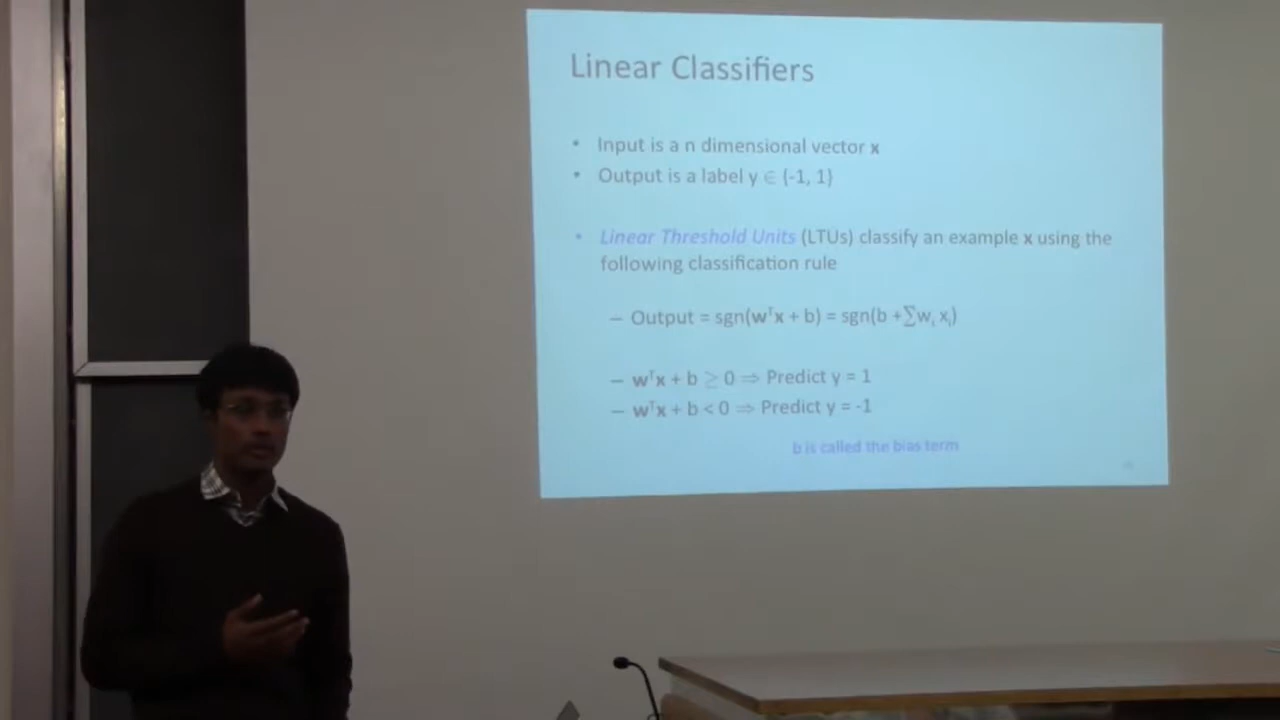 Linear Classifiers
• Input is a n dimensional vector x
• Output is a label y ∈ {-1, 1}
• Linear Threshold Units (LTUs) classify an example x using the
following classification rule
– Output = sgn(wᵀx + b) = sgn(b +∑wᵢ xᵢ)
– wᵀx + b ≥ 0 ⇒ Predict y = 1
– wᵀx + b < 0 ⇒ Predict y = -1
b is called the bias term